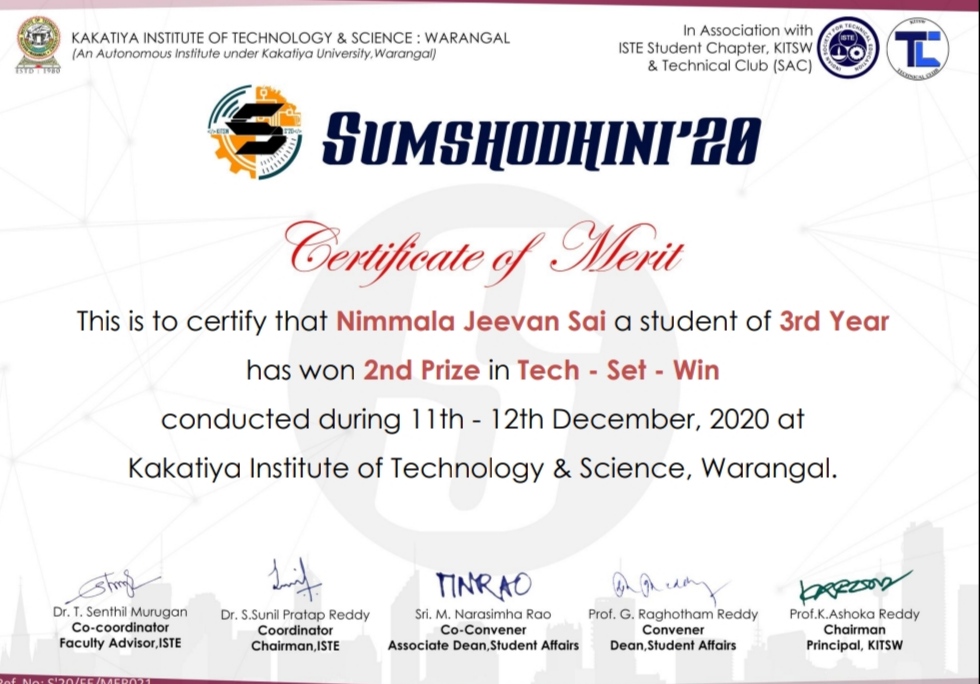 KAKATIYA INSTITUTE OF TECHNOLOGY & SCIENCE : WARANGAL
(An Autonomous Institute under Kakatiya University,Warangal)
ESTD : 1980
In Association with
ISTE Student Chapter, KITSW
& Technical Club (SAC)
ISTE
TC
TECHNICAL CLUB
SUMSHODHINI'20
Certificate of Merit
This is to certify that Nimmala Jeevan Sai a student of 3rd Year
has won 2nd Prize in Tech - Set - Win
conducted during 11th - 12th December, 2020 at
Kakatiya Institute of Technology & Science, Warangal.
MNRAO
Dr. T. Senthil Murugan
Co-coordinator
Faculty Advisor,ISTE
Dr. S.Sunil Pratap Reddy
Coordinator
Chairman,ISTE
Sri. M. Narasimha Rao
Co-Convener
Associate Dean,Student Affairs
Prof. G. Raghotham Reddy
Convener
Dean,Student Affairs
Prof.K.Ashoka Reddy
Chairman
Principal, KITSW